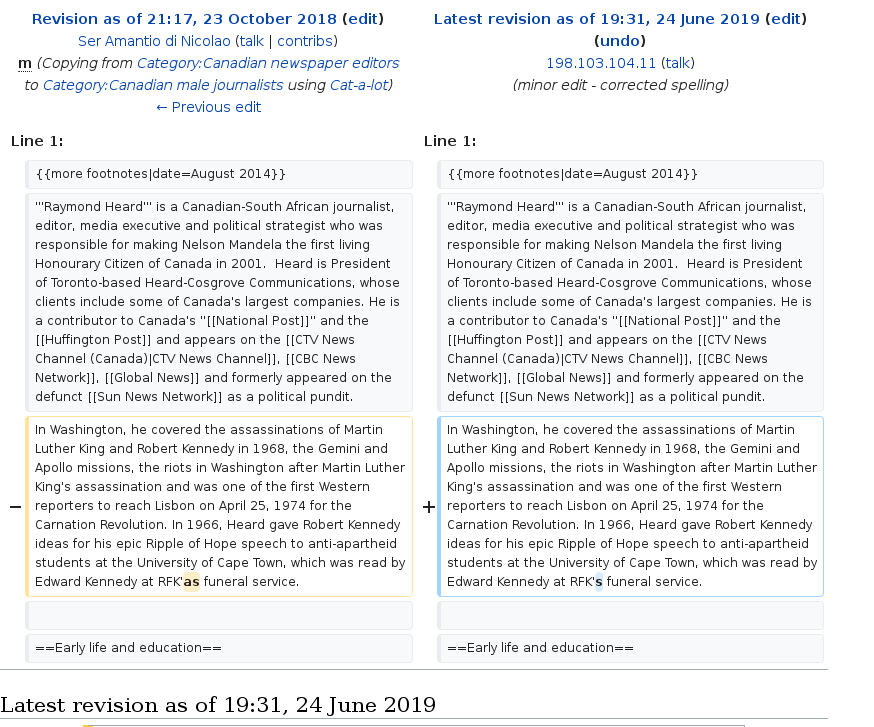 Revision as of 21:17, 23 October 2018 (edit)
Ser Amantio di Nicolao (talk | contribs)
m (Copying from Category:Canadian newspaper editors
to Category:Canadian male journalists using Cat-a-lot)
← Previous edit
Latest revision as of 19:31, 24 June 2019 (edit)
(undo)
198.103.104.11 (talk)
(minor edit - corrected spelling)
Line 1:
Line 1:
{{more footnotes|date=August 2014}}
'''Raymond Heard''' is a Canadian-South African journalist,
editor, media executive and political strategist who was
responsible for making Nelson Mandela the first living
Honourary Citizen of Canada in 2001.  Heard is President
of Toronto-based Heard-Cosgrove Communications, whose
clients include some of Canada's largest companies. He is
a contributor to Canada's ''[[National Post]]'' and the
[[Huffington Post]] and appears on the [[CTV News
Channel (Canada)|CTV News Channel]], [[CBC News
Network]], [[Global News]] and formerly appeared on the
defunct [[Sun News Network]] as a political pundit.
− In Washington, he covered the assassinations of Martin
Luther King and Robert Kennedy in 1968, the Gemini and
Apollo missions, the riots in Washington after Martin Luther
King's assassination and was one of the first Western
reporters to reach Lisbon on April 25, 1974 for the
Carnation Revolution. In 1966, Heard gave Robert Kennedy
ideas for his epic Ripple of Hope speech to anti-apartheid
students at the University of Cape Town, which was read by
Edward Kennedy at RFK'as funeral service.
==Early life and education==
{{more footnotes|date=August 2014}}
'''Raymond Heard''' is a Canadian-South African journalist,
editor, media executive and political strategist who was
responsible for making Nelson Mandela the first living
Honourary Citizen of Canada in 2001.  Heard is President
of Toronto-based Heard-Cosgrove Communications, whose
clients include some of Canada's largest companies. He is
a contributor to Canada's ''[[National Post]]'' and the
[[Huffington Post]] and appears on the [[CTV News
Channel (Canada)|CTV News Channel]], [[CBC News
Network]], [[Global News]] and formerly appeared on the
defunct [[Sun News Network]] as a political pundit.
+ In Washington, he covered the assassinations of Martin
Luther King and Robert Kennedy in 1968, the Gemini and
Apollo missions, the riots in Washington after Martin Luther
King's assassination and was one of the first Western
reporters to reach Lisbon on April 25, 1974 for the
Carnation Revolution. In 1966, Heard gave Robert Kennedy
ideas for his epic Ripple of Hope speech to anti-apartheid
students at the University of Cape Town, which was read by
Edward Kennedy at RFK's funeral service.
==Early life and education==
Latest revision as of 19:31, 24 June 2019